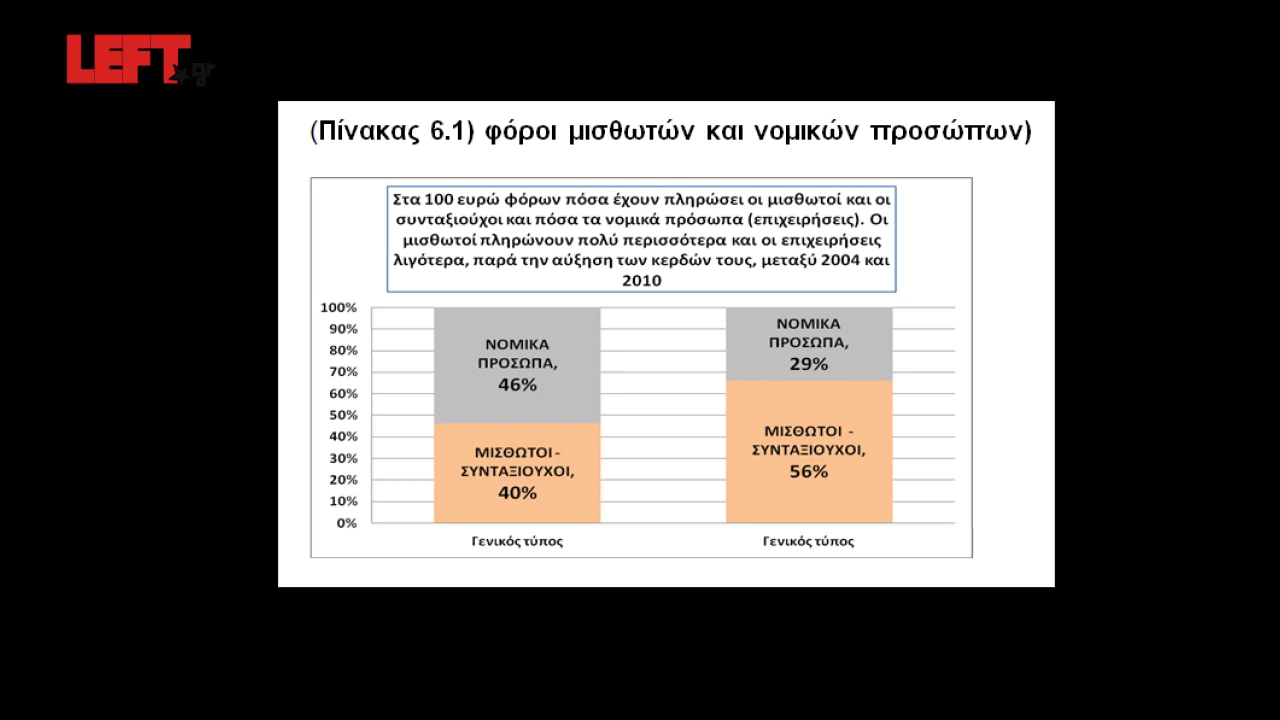 LEFT.gr
(Πίνακας 6.1) φόροι μισθωτών και νομικών προσώπων)
Στα 100 ευρώ φόρων πόσα έχουν πληρώσει οι μισθωτοί και οι
συνταξιούχοι και πόσα τα νομικά πρόσωπα (επιχειρήσεις). Οι
μισθωτοί πληρώνουν πολύ περισσότερα και οι επιχειρήσεις
λιγότερα, παρά την αύξηση των κερδών τους, μεταξύ 2004 και
2010
100%
90%
80%
70%
60%
50%
40%
30%
20%
10%
0%
ΝΟΜΙΚΑ
ΠΡΟΣΩΠΑ,
46%
ΜΙΣΘΩΤΟΙ -
ΣΥΝΤΑΞΙΟΥΧΟΙ,
40%
ΝΟΜΙΚΑ
ΠΡΟΣΩΠΑ,
29%
ΜΙΣΘΩΤΟΙ -
ΣΥΝΤΑΞΙΟΥΧΟΙ,
56%
Γενικός τύπος
Γενικός τύπος